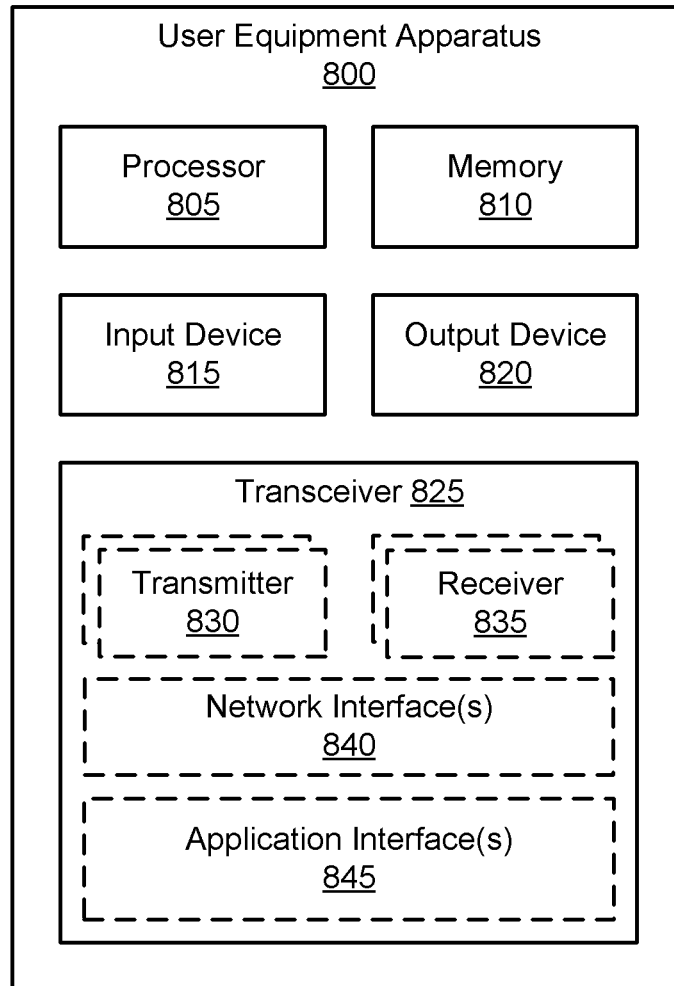 User Equipment Apparatus
800
Processor
805
Memory
810
Input Device
815
Output Device
820
Transceiver 825
Transmitter
830
Receiver
835
Network Interface(s)
840
Application Interface(s)
845